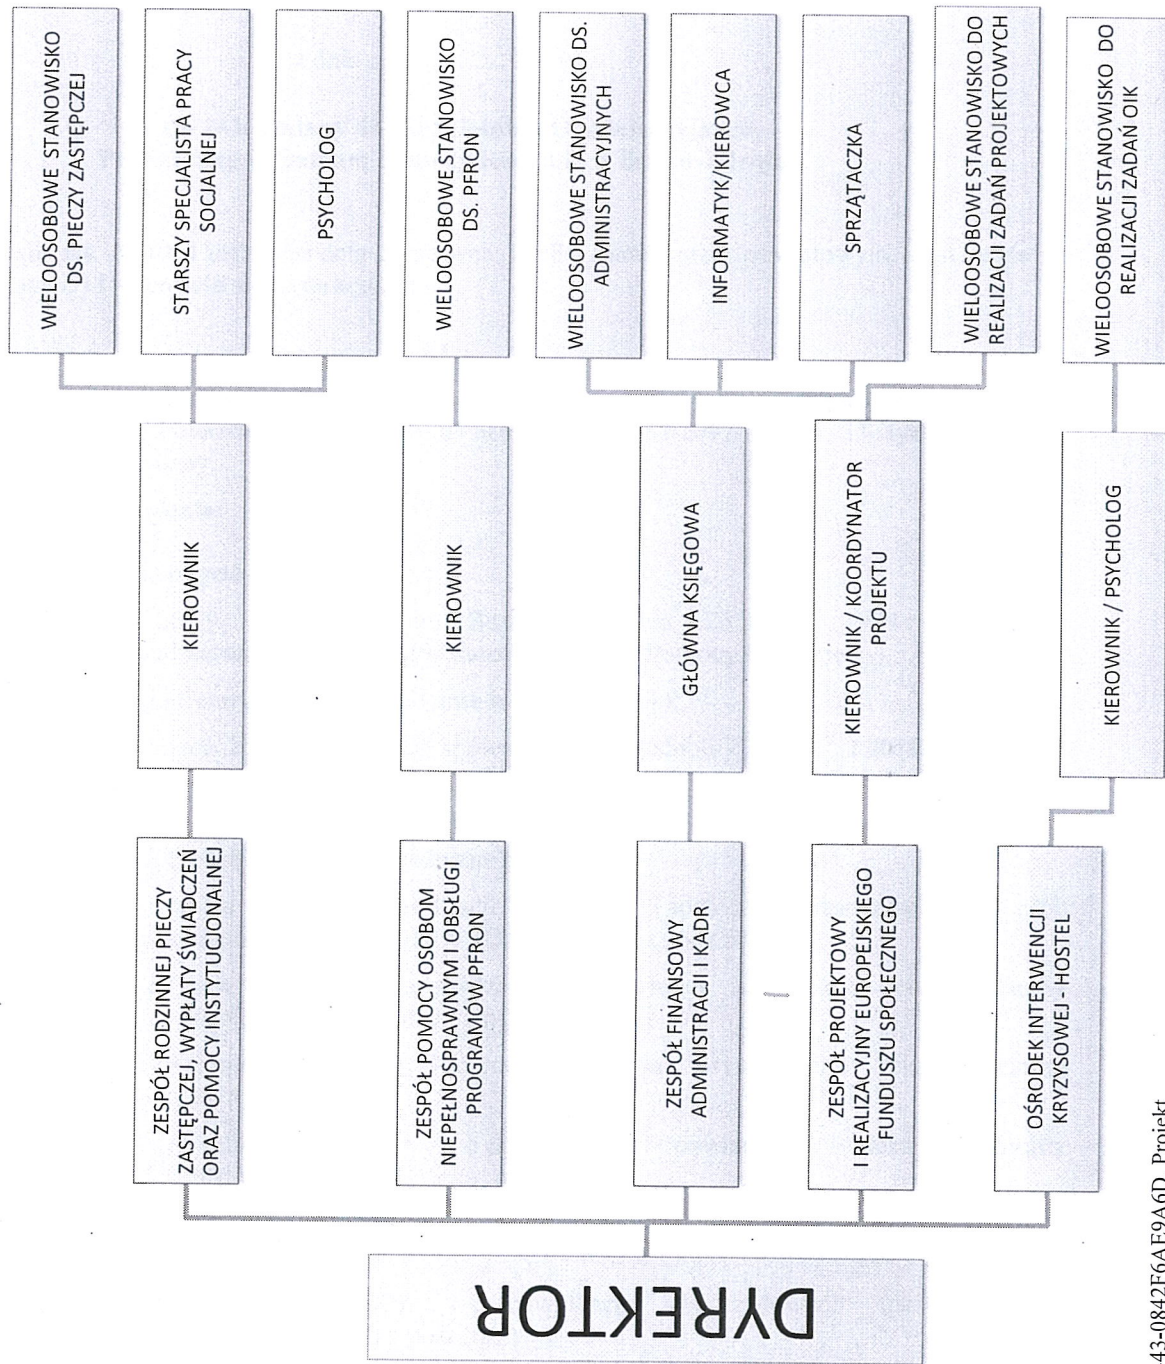 DYREKTOR
ZESPÓŁ RODZINNEJ PIECZY
ZASTĘPCZEJ, WYPŁATY ŚWIADCZEŃ
ORAZ POMOCY INSTYTUCJONALNEJ
KIEROWNIK
WIELOOSOBOWE STANOWISKO
DS. PIECZY ZASTĘPCZEJ
STARSZY SPECJALISTA PRACY
SOCJALNEJ
PSYCHOLOG
ZESPÓŁ POMOCY OSOBOM
NIEPEŁNOSPRAWNYM I OBSŁUGI
PROGRAMÓW PFRON
KIEROWNIK
WIELOOSOBOWE STANOWISKO
DS. PFRON
ZESPÓŁ FINANSOWY
ADMINISTRACJI I KADR
GŁÓWNA KSIĘGOWA
WIELOOSOBOWE STANOWISKO DS.
ADMINISTRACYJNYCH
INFORMATYK/KIEROWCA
SPRZĄTACZKA
ZESPÓŁ PROJEKTOWY
I REALIZACYJNY EUROPEJSKIEGO
FUNDUSZU SPOŁECZNEGO
KIEROWNIK / KOORDYNATOR
PROJEKTU
WIELOOSOBOWE STANOWISKO DO
REALIZACJI ZADAŃ PROJEKTOWYCH
OŚRODEK INTERWENCJI
KRYZYSOWEJ - HOSTEL
KIEROWNIK / PSYCHOLOG
WIELOOSOBOWE STANOWISKO DO
REALIZACJI ZADAŃ OIK
43-0842F6AE9A6D. Projekt